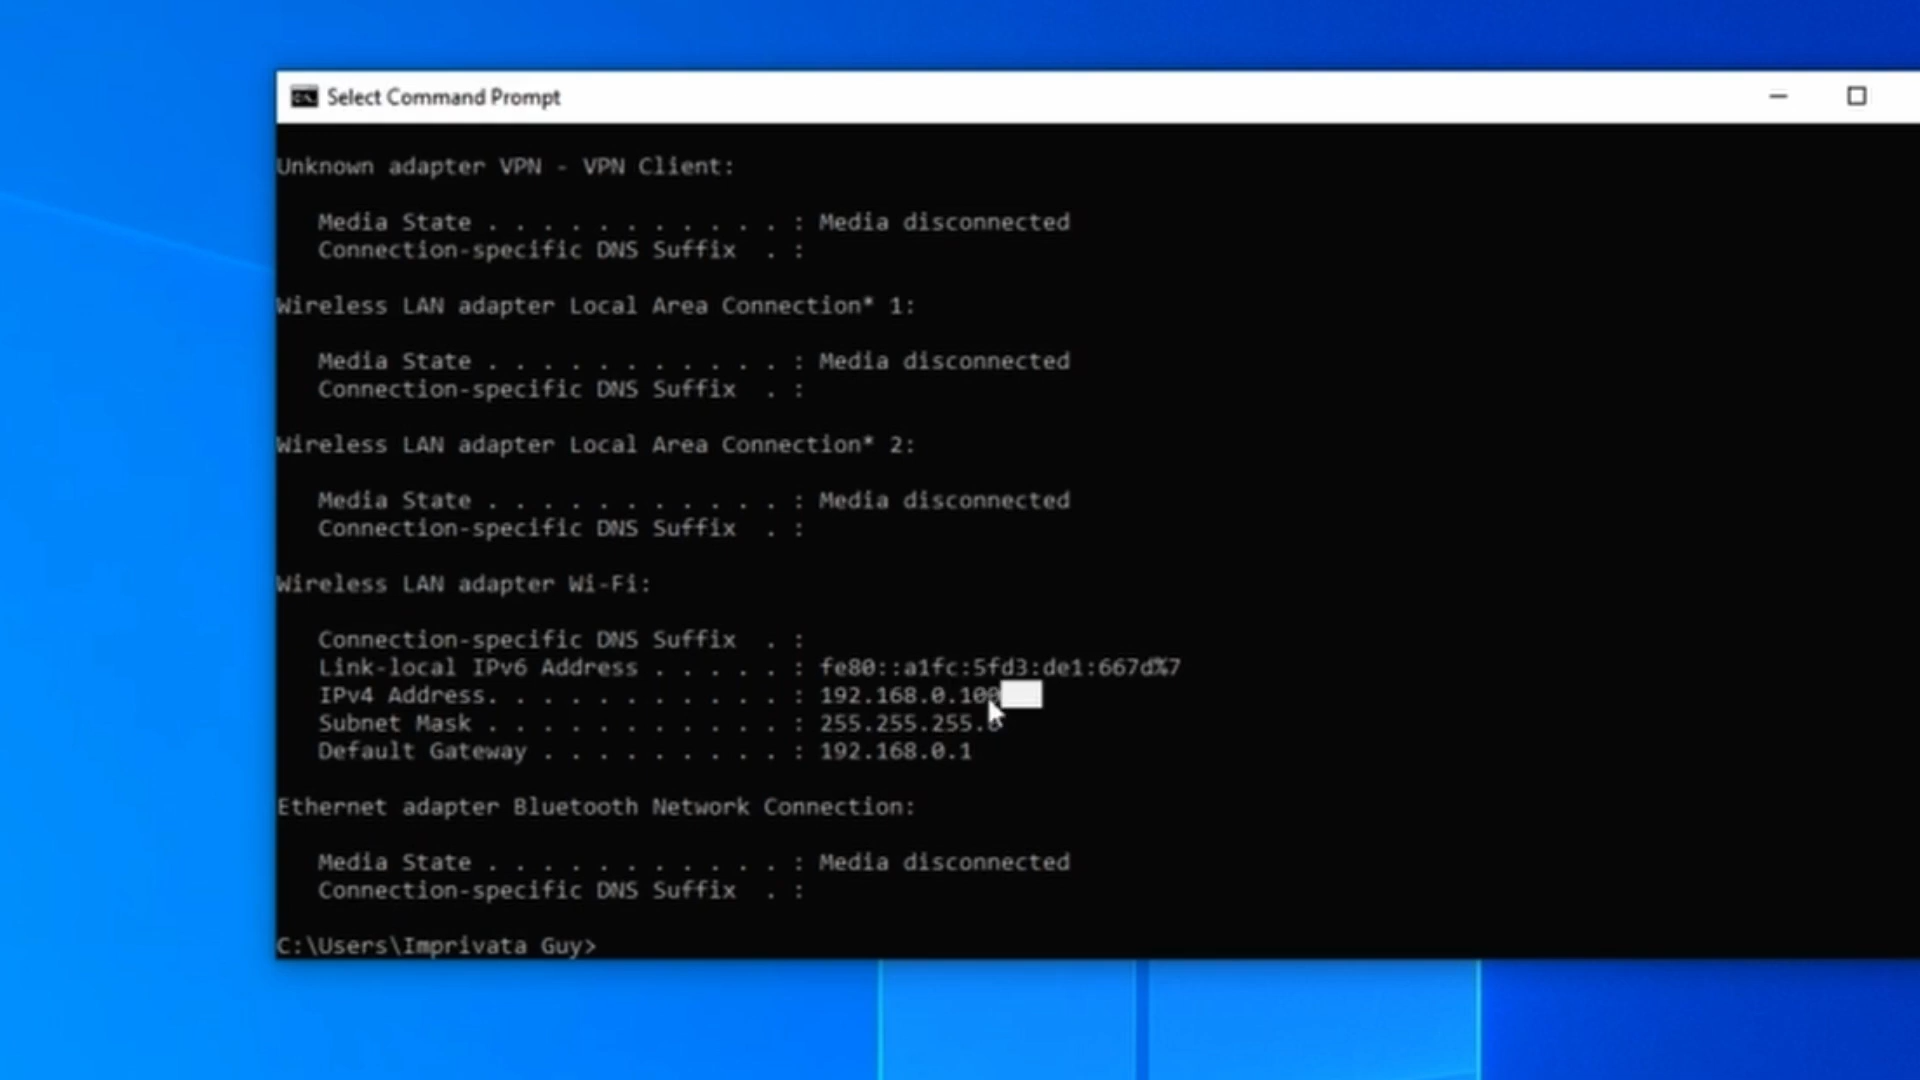 Select Command Prompt
Unknown adapter VPN - VPN Client:
Media State . . . . . . . . . . . : Media disconnected
Connection-specific DNS Suffix  . :
Wireless LAN adapter Local Area Connection* 1:
Media State . . . . . . . . . . . : Media disconnected
Connection-specific DNS Suffix  . :
Wireless LAN adapter Local Area Connection* 2:
Media State . . . . . . . . . . . : Media disconnected
Connection-specific DNS Suffix  . :
Wireless LAN adapter Wi-Fi:
Connection-specific DNS Suffix  . :
Link-local IPv6 Address . . . . . : fe80::a1fc:5fd3:de1:667d%7
IPv4 Address. . . . . . . . . . . : 192.168.0.100
Subnet Mask . . . . . . . . . . . : 255.255.255.0
Default Gateway . . . . . . . . . : 192.168.0.1
Ethernet adapter Bluetooth Network Connection:
Media State . . . . . . . . . . . : Media disconnected
Connection-specific DNS Suffix  . :
C:\Users\Imprivata Guy>